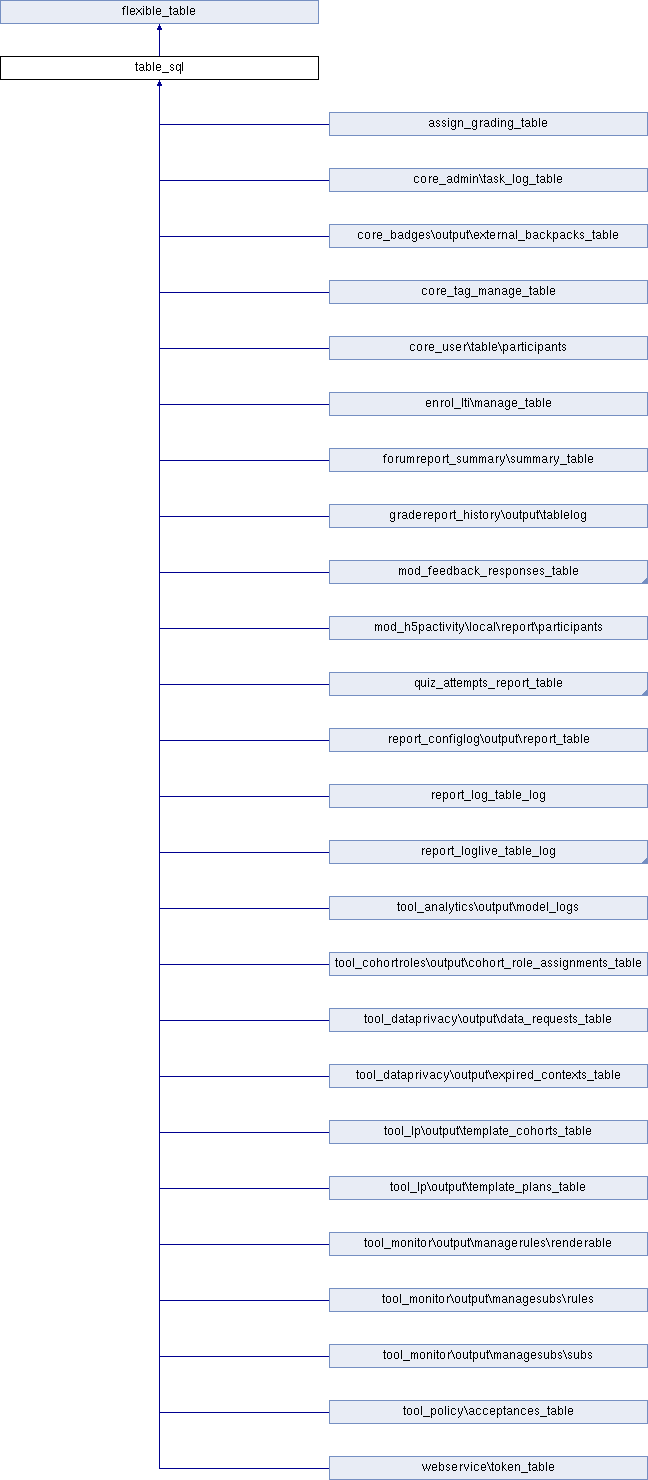 flexible_table
table_sql
assign_grading_table
core_admin\task_log_table
core_badges\output\external_backpacks_table
core_tag_manage_table
core_user\table\participants
enrol_lti\manage_table
forumreport_summary\summary_table
gradereport_history\output\tablelog
mod_feedback_responses_table
mod_h5pactivity\local\report\participants
quiz_attempts_report_table
report_configlog\output\report_table
report_log_table_log
report_loglive_table_log
tool_analytics\output\model_logs
tool_cohortroles\output\cohort_role_assignments_table
tool_dataprivacy\output\data_requests_table
tool_dataprivacy\output\expired_contexts_table
tool_lp\output\template_cohorts_table
tool_lp\output\template_plans_table
tool_monitor\output\managerules\renderable
tool_monitor\output\managesubs\rules
tool_monitor\output\managesubs\subs
tool_policy\acceptances_table
webservice\token_table